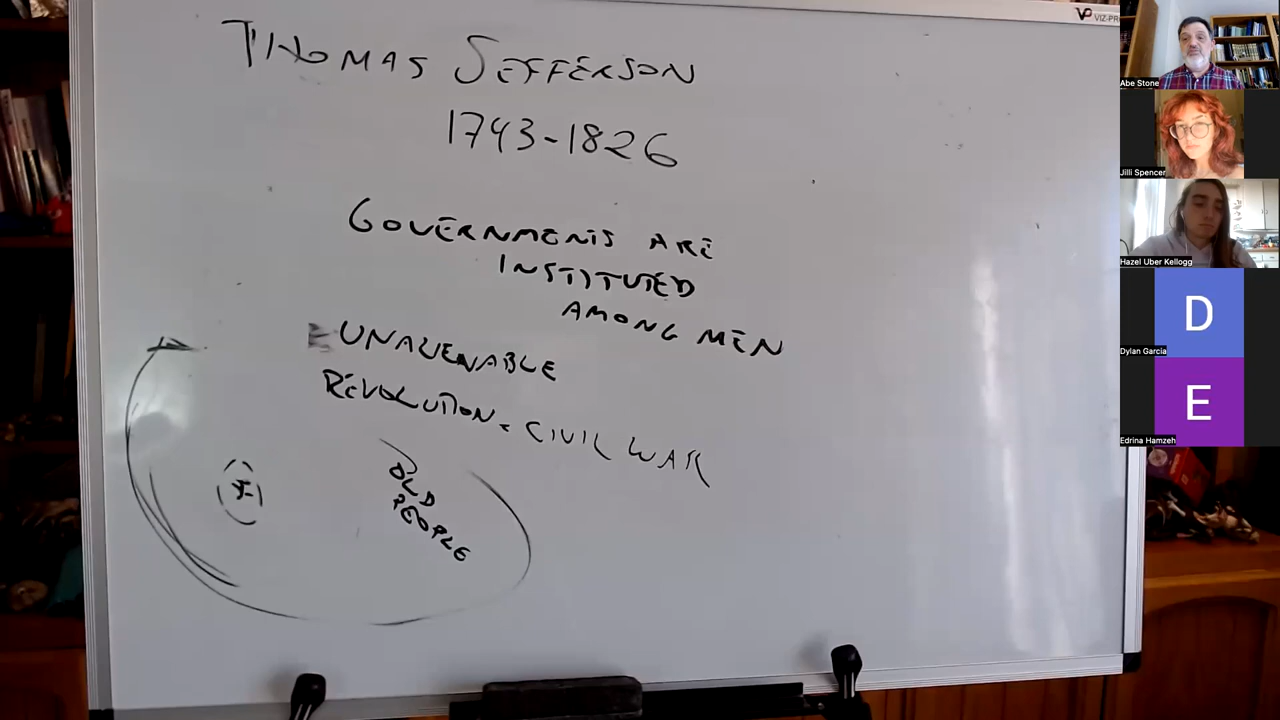 THOMAS JEFFERSON
1743-1826
GOVERNMENTS ARE
INSTITUTED
AMONG MEN
UNALIENABLE
REVOLUTION = CIVIL WAR
OLD
PEOPLE
VP VIZ-PR
Abe Stone
Jilli Spencer
Hazel Uber Kellogg
D
Dylan Garcia
E
Edrina Hamzeh